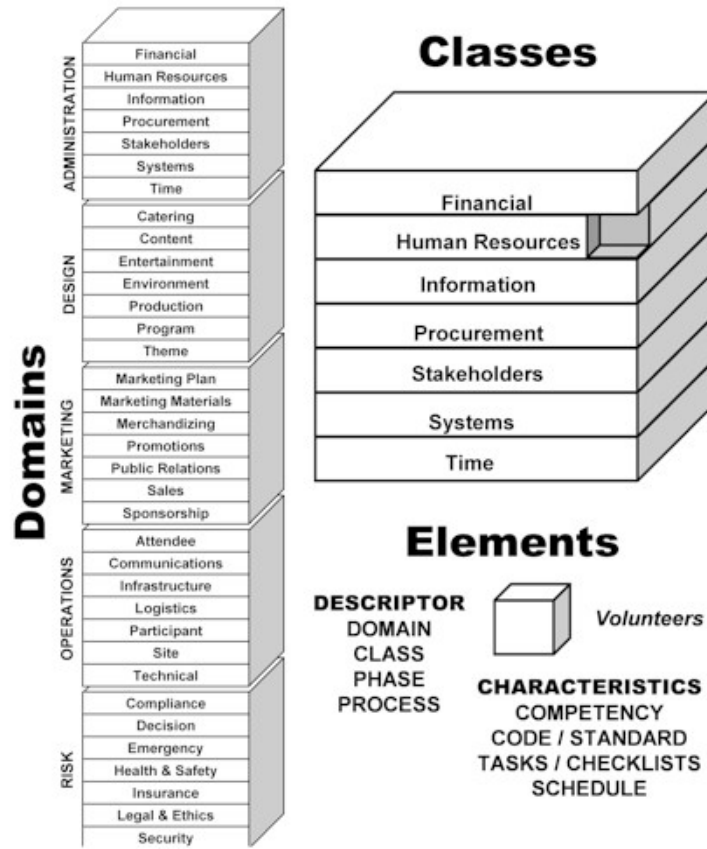 Domains
ADMINISTRATION
Financial
Human Resources
Information
Procurement
Stakeholders
Systems
Time
DESIGN
Catering
Content
Entertainment
Environment
Production
Program
Theme
MARKETING
Marketing Plan
Marketing Materials
Merchandizing
Promotions
Public Relations
Sales
Sponsorship
OPERATIONS
Attendee
Communications
Infrastructure
Logistics
Participant
Site
Technical
RISK
Compliance
Decision
Emergency
Health & Safety
Insurance
Legal & Ethics
Security
Classes
Financial
Human Resources
Information
Procurement
Stakeholders
Systems
Time
Elements
DESCRIPTOR
DOMAIN
CLASS
PHASE
PROCESS
Volunteers
CHARACTERISTICS
COMPETENCY
CODE / STANDARD
TASKS / CHECKLISTS
SCHEDULE